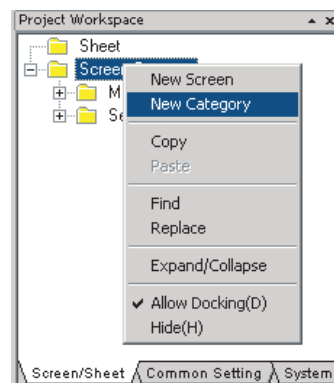 Project Workspace
Sheet
Screen
M
Se
New Screen
New Category
Copy
Paste
Find
Replace
Expand/Collapse
Allow Docking(D)
Hide(H)
Screen/Sheet
Common Setting
System